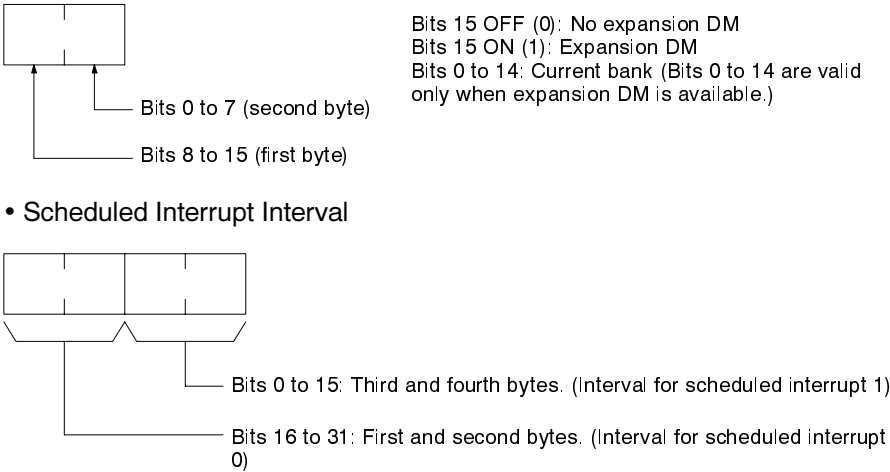 Bits 15 OFF (0): No expansion DM
Bits 15 ON (1): Expansion DM
Bits 0 to 14: Current bank (Bits 0 to 14 are valid
only when expansion DM is available.)
Bits 0 to 7 (second byte)
Bits 8 to 15 (first byte)
• Scheduled Interrupt Interval
Bits 0 to 15: Third and fourth bytes. (Interval for scheduled interrupt 1)
Bits 16 to 31: First and second bytes. (Interval for scheduled interrupt
0)